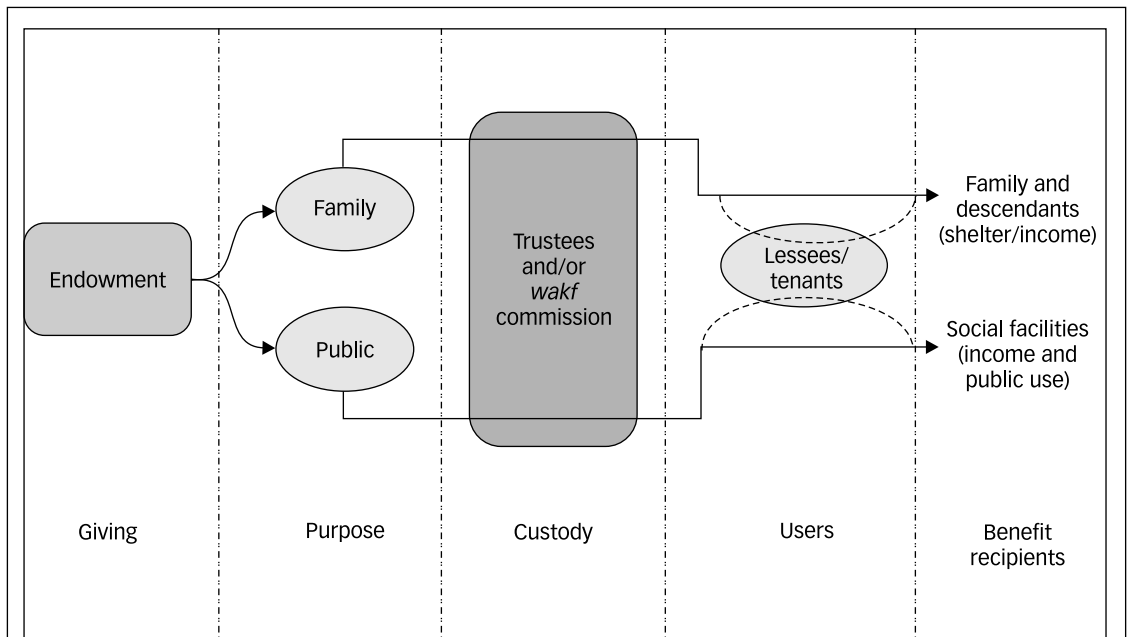 Endowment
Family
Public
Trustees
and/or
wakf
commission
Lessees/
tenants
Family and
descendants
(shelter/income)
Social facilities
(income and
public use)
Giving
Purpose
Custody
Users
Benefit
recipients